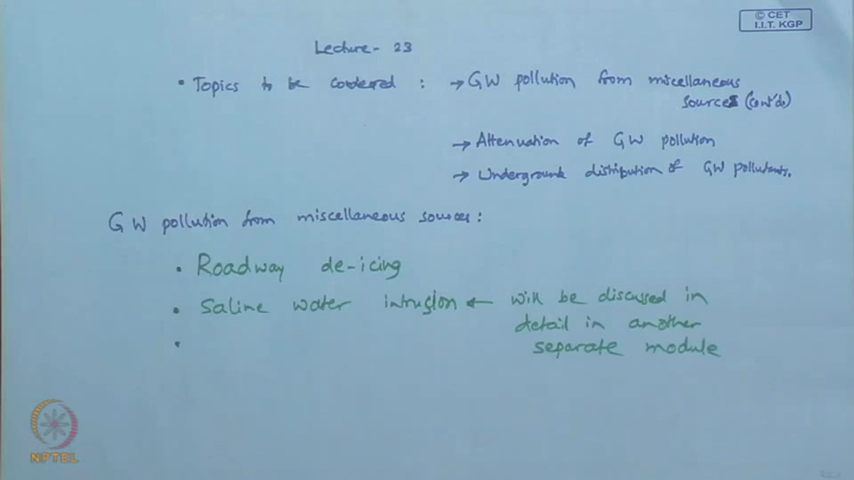 © CET
I.I.T. KGP
Lecture - 23
• Topics to be covered : → GW pollution from miscellaneous
sources (cont'd)
→ Attenuation of GW pollution
→ Underground distribution of GW pollutants.
GW pollution from miscellaneous sources :
• Roadway de-icing
• Saline water intrusion ← will be discussed in
detail in another
separate module
•
NPTEL